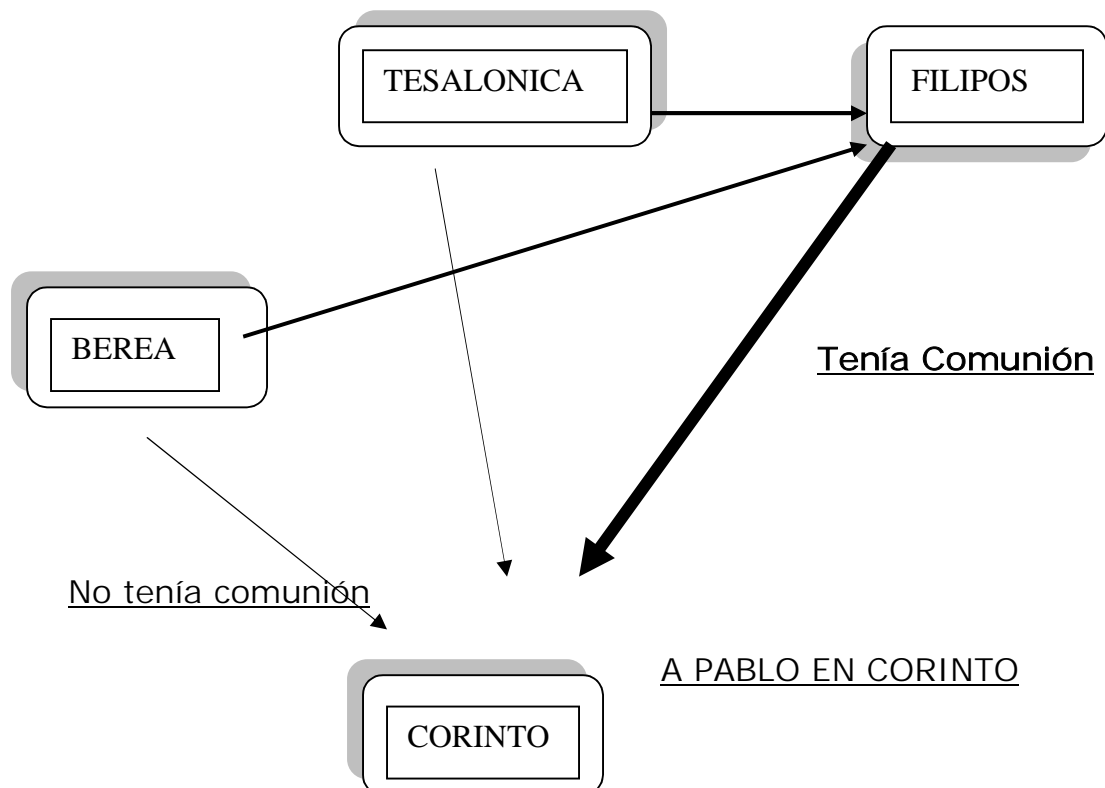 TESALONICA
FILIPOS
BEREA
Tenía Comunión
No tenía comunión
A PABLO EN CORINTO
CORINTO